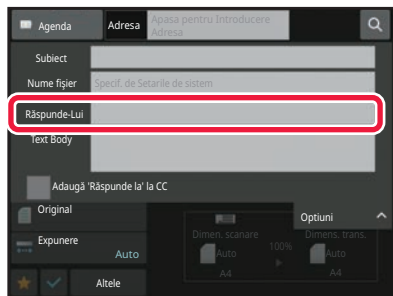 Agenda
Adresa
Apasa pentru Introducere
Adresa
Subiect
Nume fișier
Specif. de Setarile de sistem
Răspunde-Lui
Text Body
Adaugă 'Răspunde la' la CC
Original
Optiuni
Expunere
Auto
Dimen. scanare
Auto
A4
100%
Dimens. trans.
Auto
A4
Altele